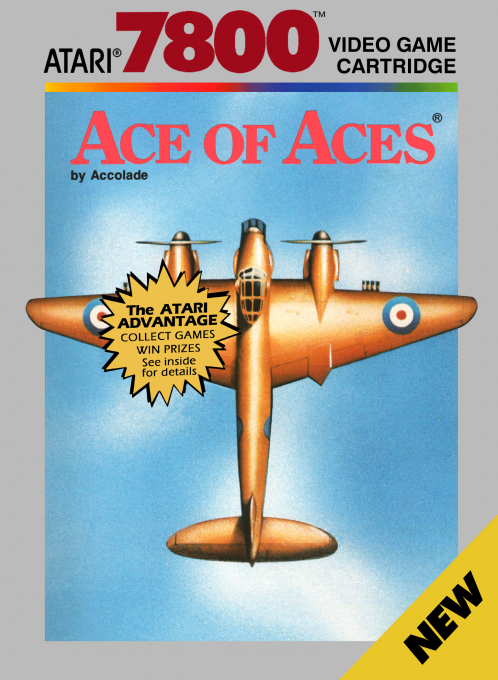 ATARI® 7800™ VIDEO GAME
CARTRIDGE
ACE OF ACES®
by Accolade
The ATARI
ADVANTAGE
COLLECT GAMES
WIN PRIZES
See inside
for details
NEW